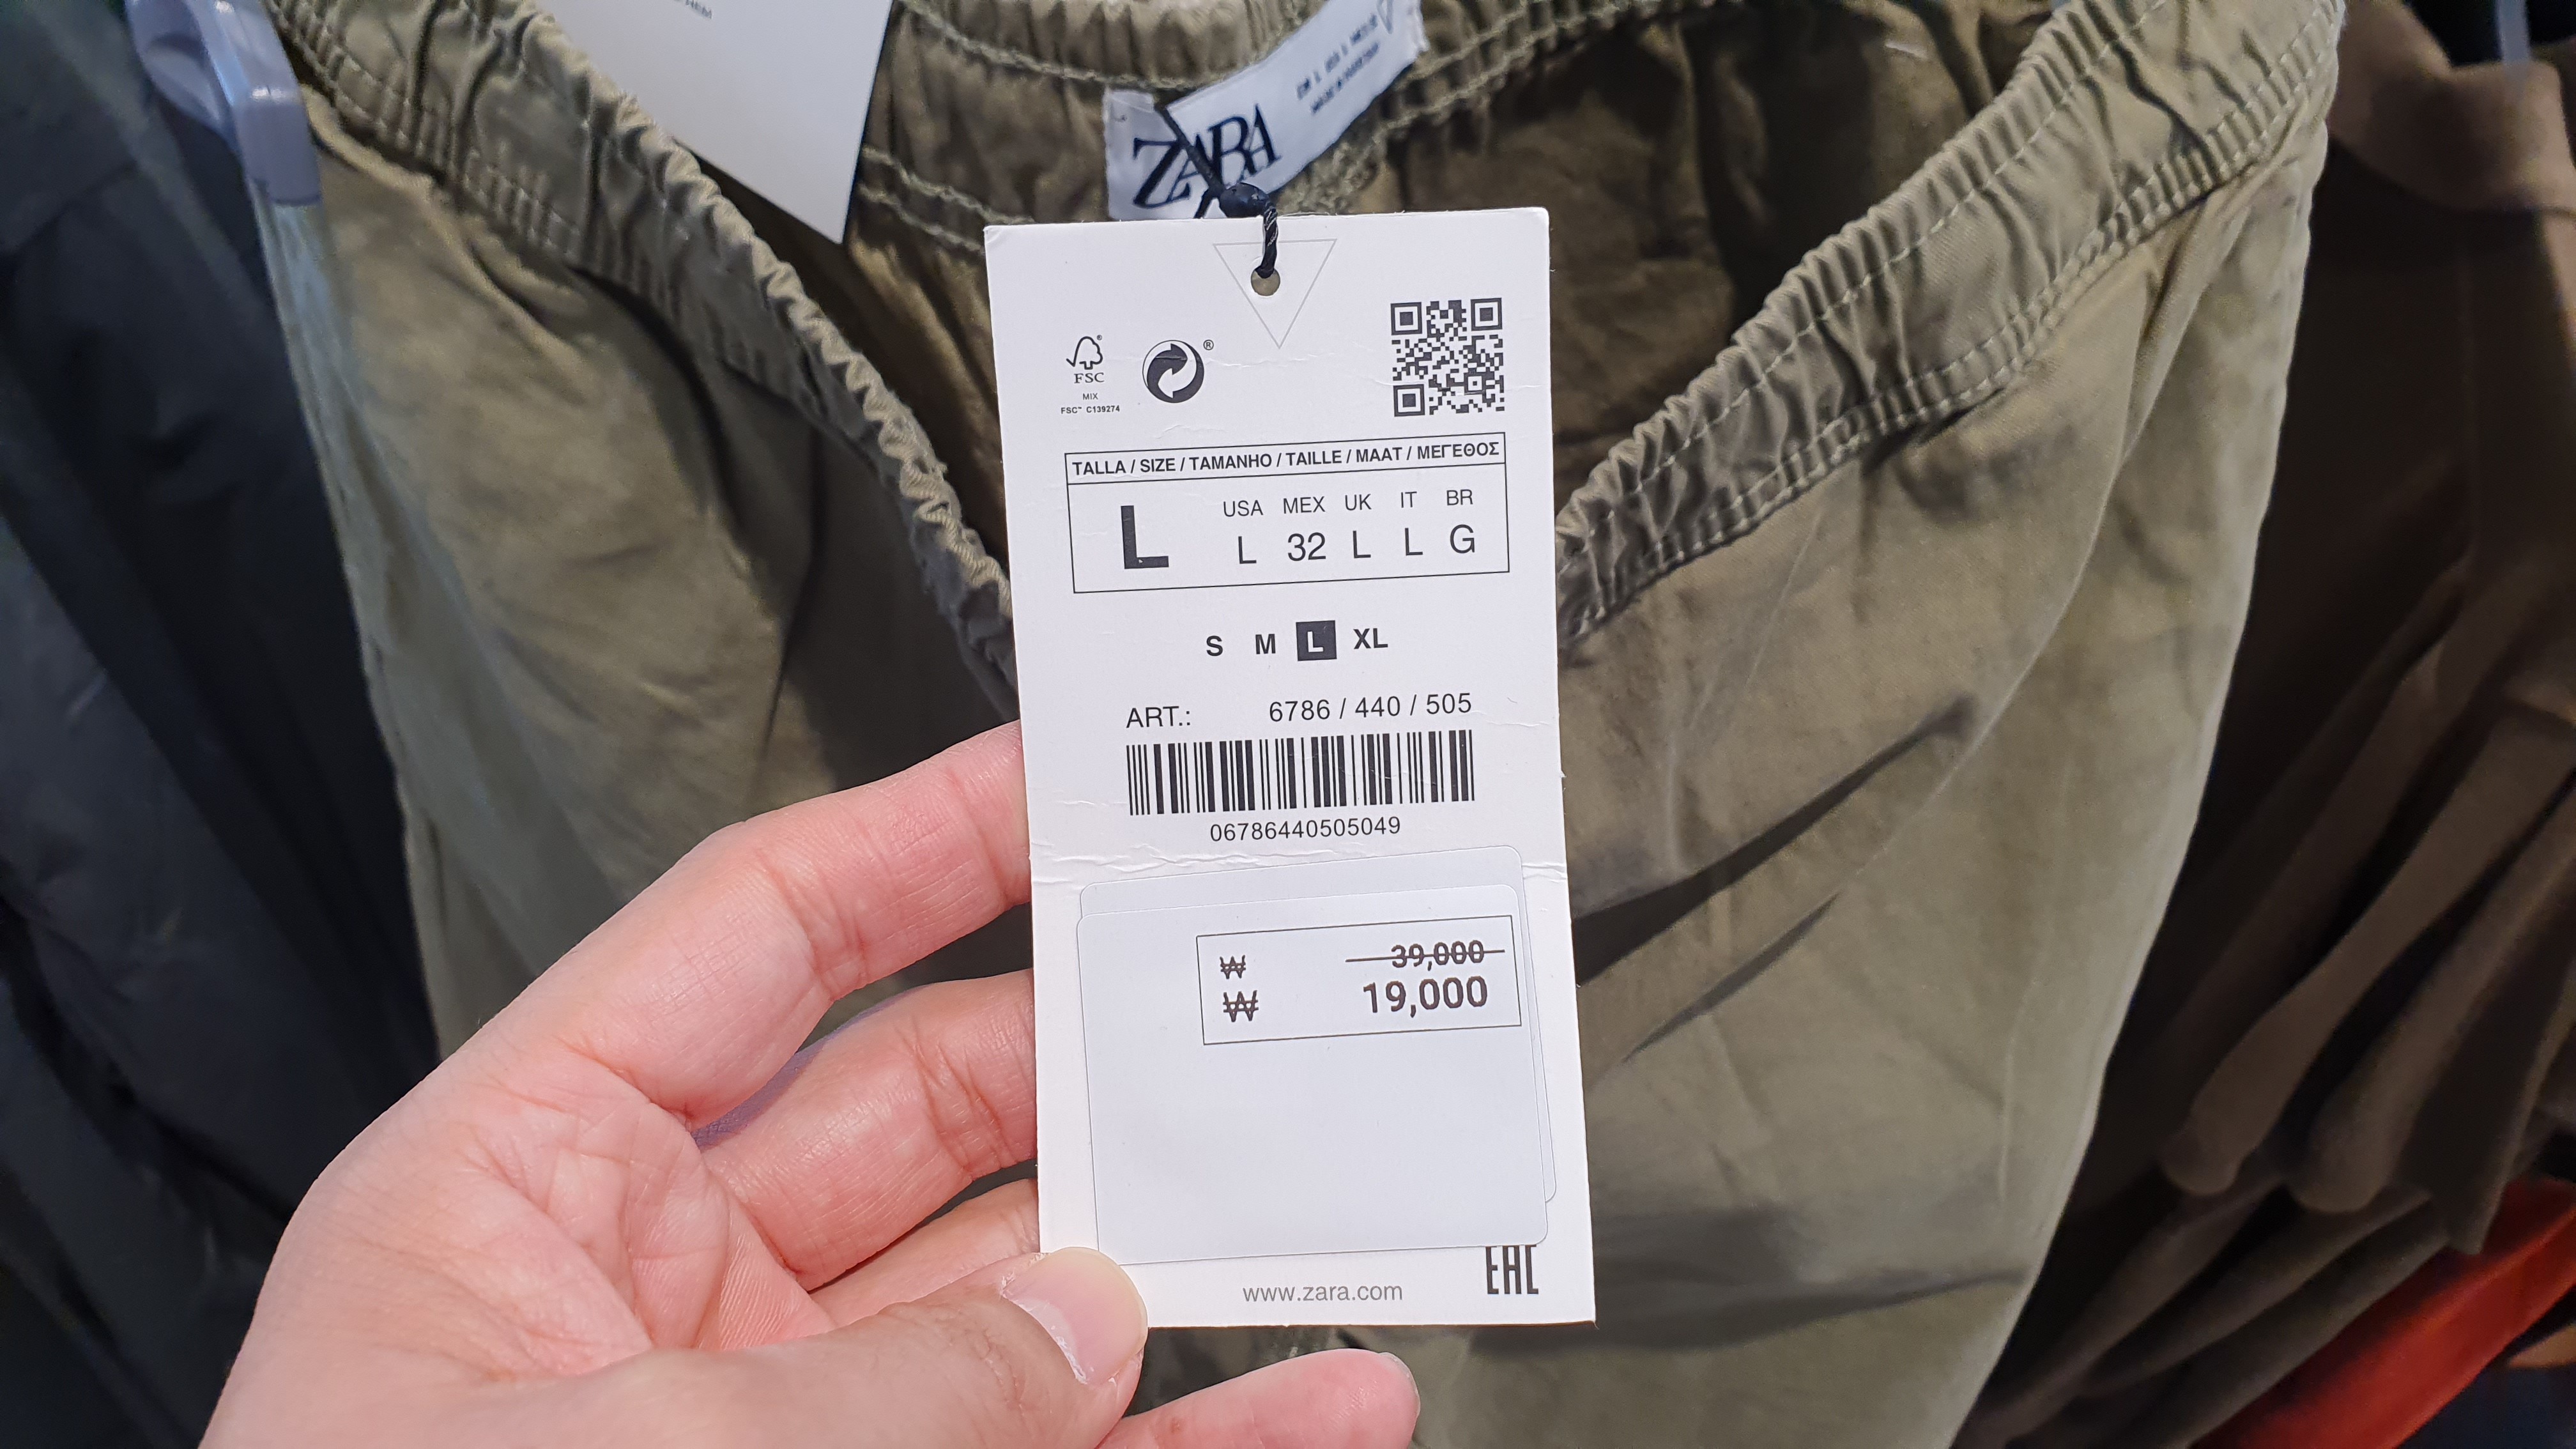 ZARA
FSC
MIX
FSC™ C139274
®
TALLA / SIZE / TAMANHO / TAILLE / MAAT / ΜΕΓΕΘΟΣ
L
USA MEX UK IT BR
L 32 L L G
S M L XL
ART.: 6786 / 440 / 505
06786440505049
₩ 39,000
₩ 19,000
www.zara.com
EAC